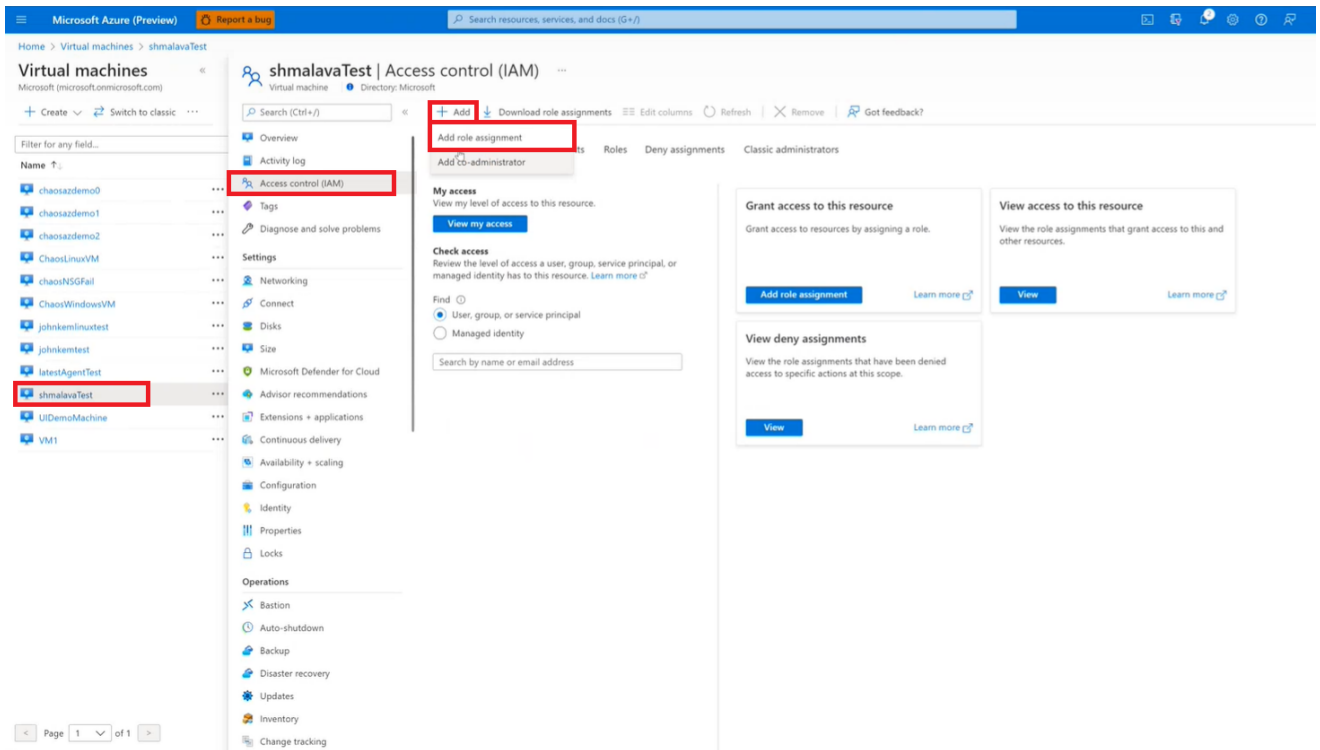 Microsoft Azure (Preview)
Report a bug
Search resources, services, and docs (G+/)
2
Home > Virtual machines > shmalavaTest
Virtual machines
Microsoft (microsoft.onmicrosoft.com)
+ Create
Switch to classic
Filter for any field...
Name ↑↓
chaosazdemo0
chaosazdemo1
chaosazdemo2
ChaosLinuxVM
chaosNSGFail
ChaosWindowsVM
johnkemlinuxtest
johnkemtest
latestAgentTest
shmalavaTest
UIDemoMachine
VM1
< Page 1 of 1 >
shmalavaTest | Access control (IAM) ...
Virtual machine
Directory: Microsoft
Search (Ctrl+/)
Overview
Activity log
Access control (IAM)
Tags
Diagnose and solve problems
Settings
Networking
Connect
Disks
Size
Microsoft Defender for Cloud
Advisor recommendations
Extensions + applications
Continuous delivery
Availability + scaling
Configuration
Identity
Properties
Locks
Operations
Bastion
Auto-shutdown
Backup
Disaster recovery
Updates
Inventory
Change tracking
+ Add
Download role assignments
Edit columns
Refresh
Remove
Got feedback?
Add role assignment
Add co-administrator
ts
Roles
Deny assignments
Classic administrators
My access
View my level of access to this resource.
View my access
Check access
Review the level of access a user, group, service principal, or
managed identity has to this resource. Learn more
Find
User, group, or service principal
Managed identity
Search by name or email address
Grant access to this resource
Grant access to resources by assigning a role.
Add role assignment
Learn more
View access to this resource
View the role assignments that grant access to this and
other resources.
View
Learn more
View deny assignments
View the role assignments that have been denied
access to specific actions at this scope.
View
Learn more